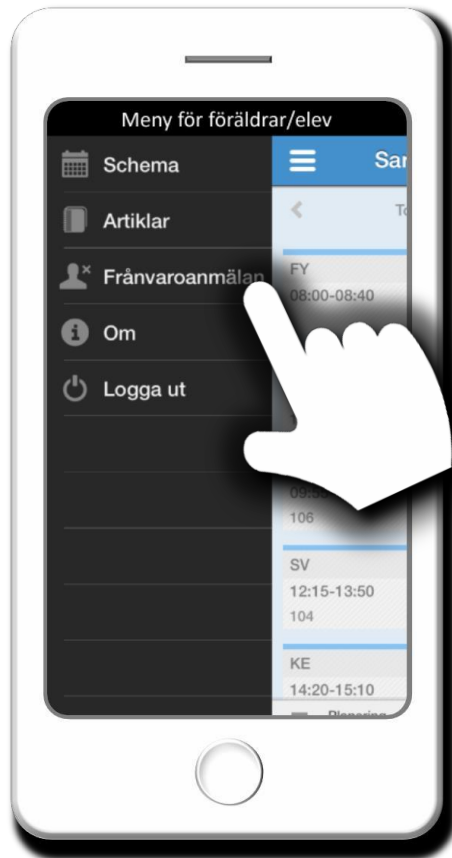 Meny för föräldrar/elev
Schema
Artiklar
Frånvaroanmälan
Om
Logga ut
FY
08:00-08:40
106
SV
12:15-13:50
104
KE
14:20-15:10